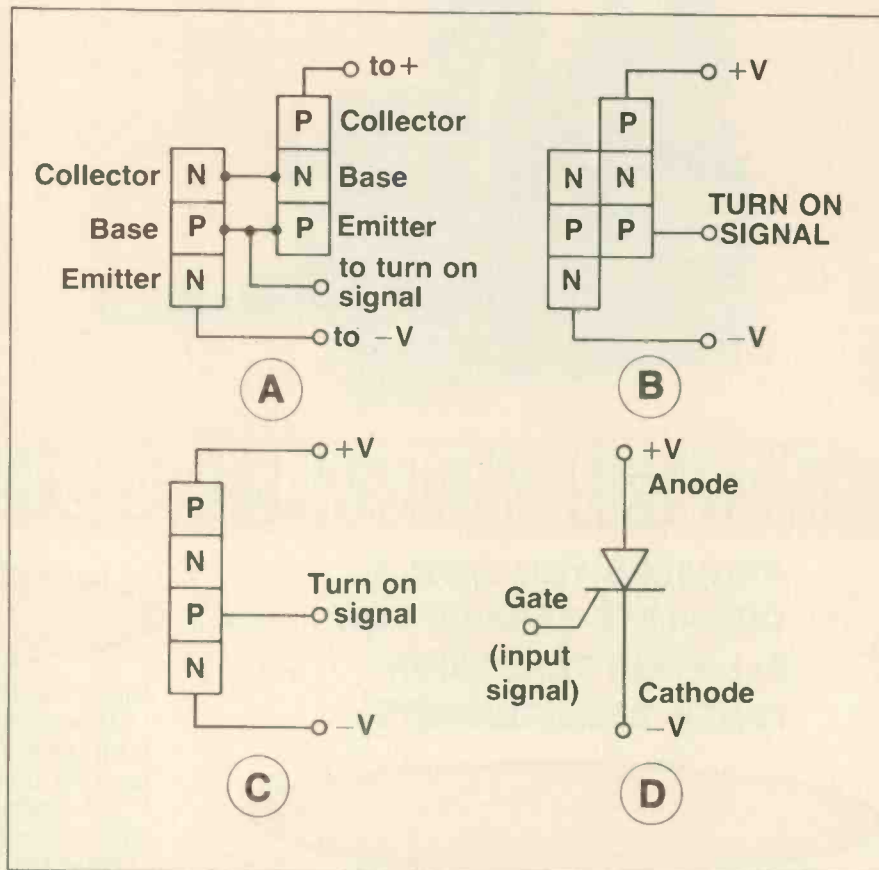 to +
P Collector
Collector N N Base
Base P P Emitter
Emitter N to turn on
signal
to −V
A
+V
P
N N
P P TURN ON
SIGNAL
N
−V
B
+V
P
N
P Turn on
signal
N
−V
C
+V
Anode
Gate
(input
signal)
Cathode
−V
D